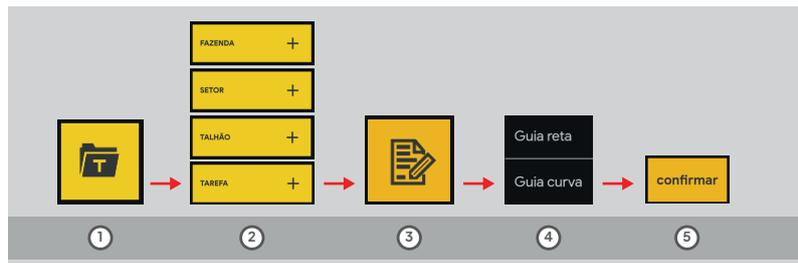 T
FAZENDA +
SETOR +
TALHÃO +
TAREFA +
Guia reta
Guia curva
confirmar
1 2 3 4 5